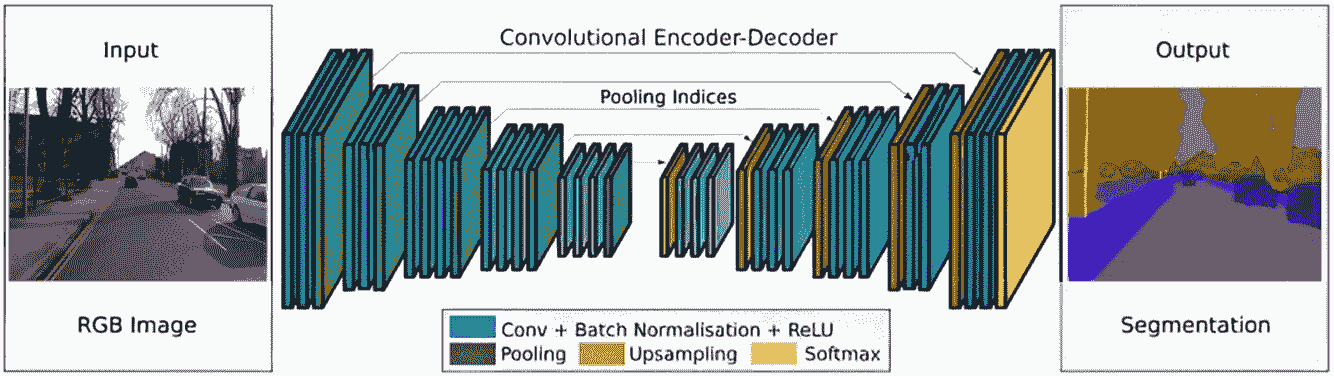 Input
Convolutional Encoder-Decoder
Output
Pooling Indices
RGB Image
Segmentation
Conv + Batch Normalisation + ReLU
Pooling Upsampling Softmax